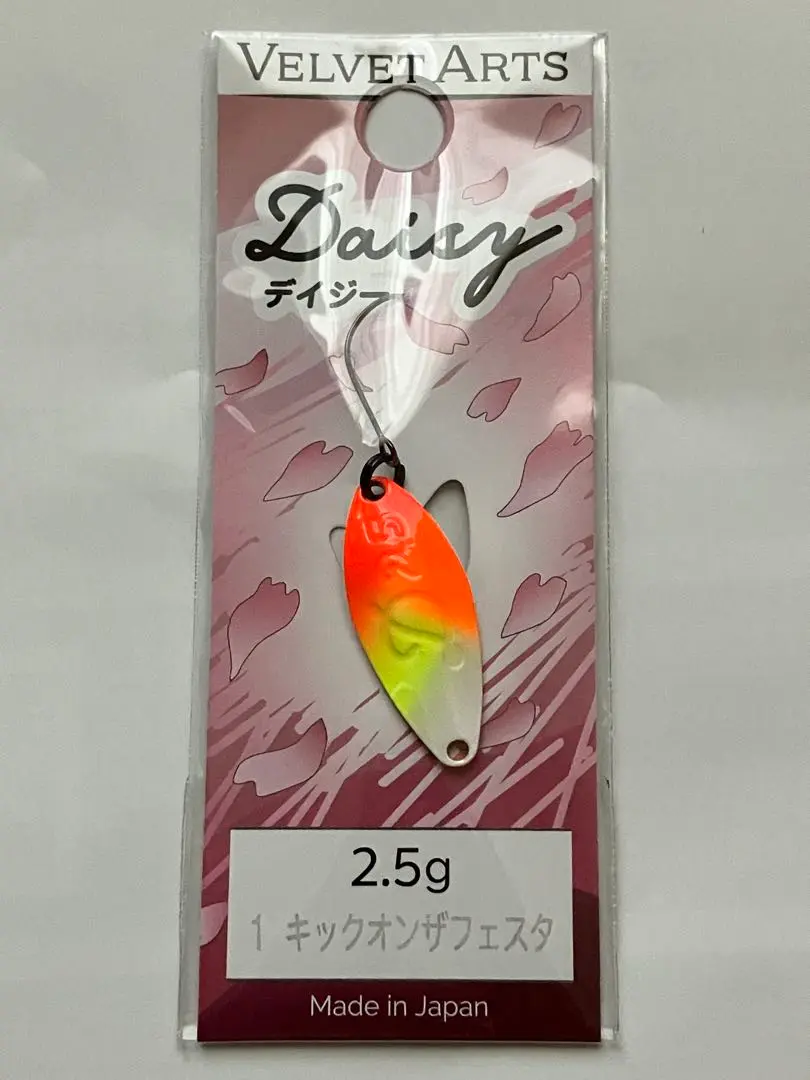 VELVET ARTS
Daisy
デイジー
2.5g
1 キックオンザフェスタ
Made in Japan